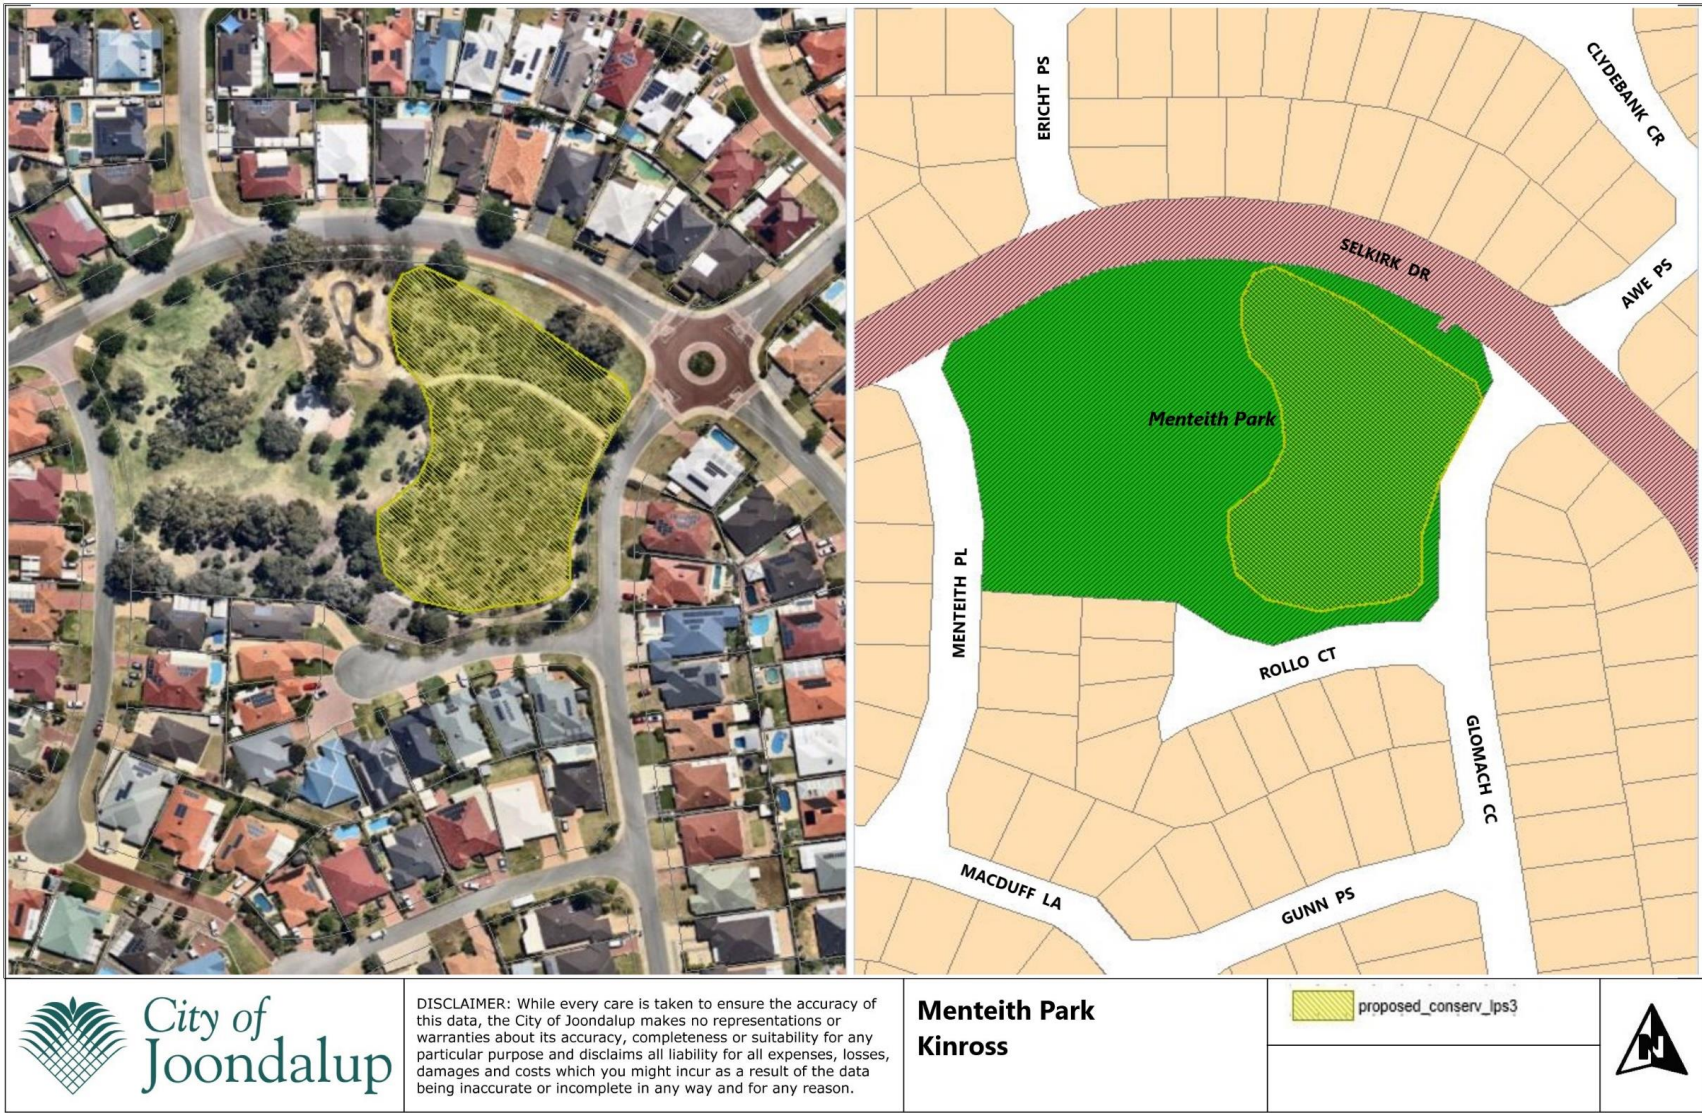 ERICHT PS
CLYDEBANK CR
SELKIRK DR
AWE PS
Menteith Park
MENTEITH PL
ROLLO CT
GLOMACH CC
MACDUFF LA
GUNN PS
City of
Joondalup
DISCLAIMER: While every care is taken to ensure the accuracy of
this data, the City of Joondalup makes no representations or
warranties about its accuracy, completeness or suitability for any
particular purpose and disclaims all liability for all expenses, losses,
damages and costs which you might incur as a result of the data
being inaccurate or incomplete in any way and for any reason.
Menteith Park
Kinross
proposed_conserv_lps3
N